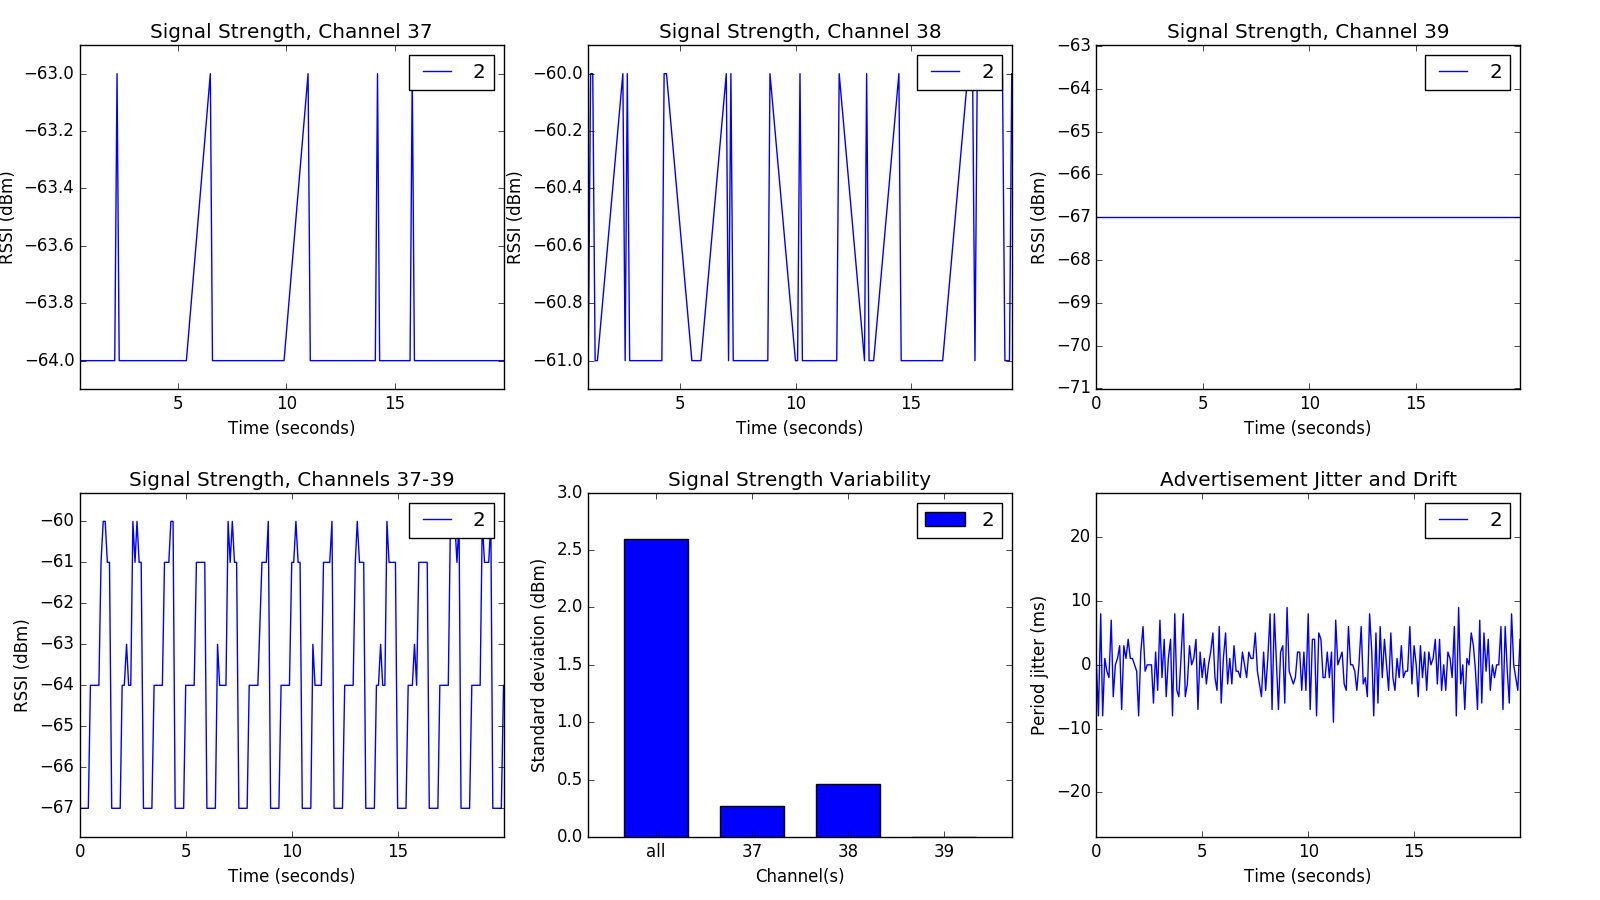 Signal Strength, Channel 37
2
−63.0
−63.2
−63.4
−63.6
−63.8
−64.0
RSSI (dBm)
5 10 15
Time (seconds)
Signal Strength, Channel 38
2
−60.0
−60.2
−60.4
−60.6
−60.8
−61.0
RSSI (dBm)
5 10 15
Time (seconds)
Signal Strength, Channel 39
2
−63
−64
−65
−66
−67
−68
−69
−70
−71
RSSI (dBm)
0 5 10 15
Time (seconds)
Signal Strength, Channels 37-39
2
−60
−61
−62
−63
−64
−65
−66
−67
RSSI (dBm)
0 5 10 15
Time (seconds)
Signal Strength Variability
2
3.0
2.5
2.0
1.5
1.0
0.5
0.0
Standard deviation (dBm)
all 37 38 39
Channel(s)
Advertisement Jitter and Drift
2
20
10
0
−10
−20
Period jitter (ms)
0 5 10 15
Time (seconds)